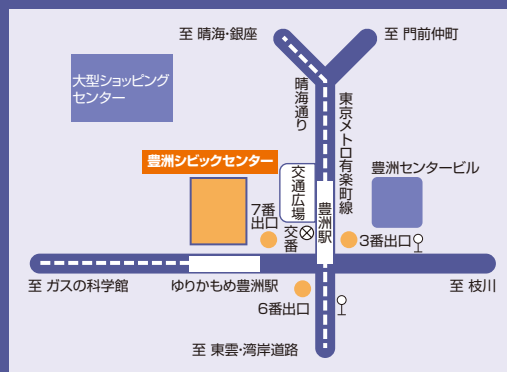 至 晴海・銀座
至 門前仲町
大型ショッピング
センター
晴海通り
東京メトロ有楽町線
豊洲シビックセンター
交通広場
豊洲センタービル
7番
出口
交番
豊洲駅
3番出口
至 ガスの科学館
ゆりかもめ豊洲駅
至 枝川
6番出口
至 東雲・湾岸道路